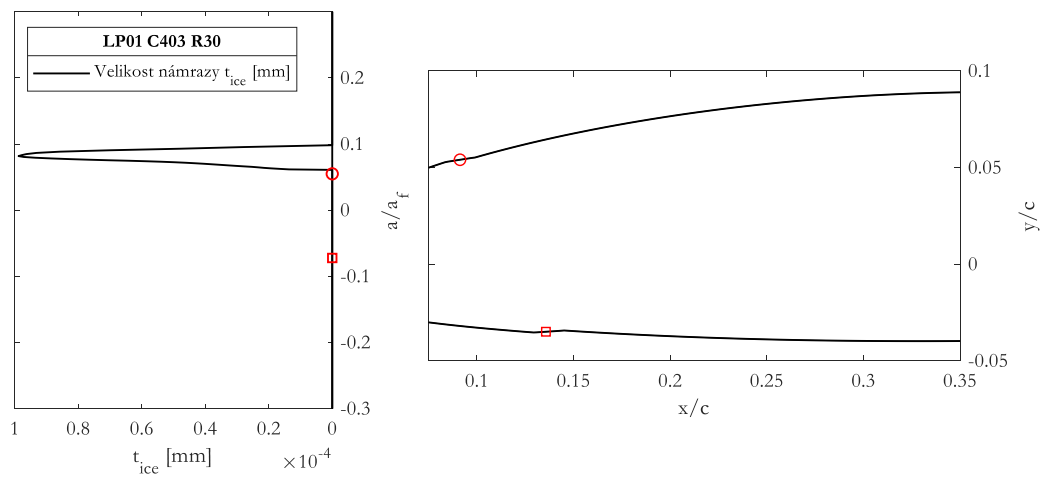 LP01 C403 R30
Velikost námrazy t_ice [mm]
0.2
0.1
0
-0.1
-0.2
-0.3
a/a_f
1 0.8 0.6 0.4 0.2 0
×10^-4
t_ice [mm]
0.1
0.05
0
-0.05
y/c
0.1 0.15 0.2 0.25 0.3 0.35
x/c